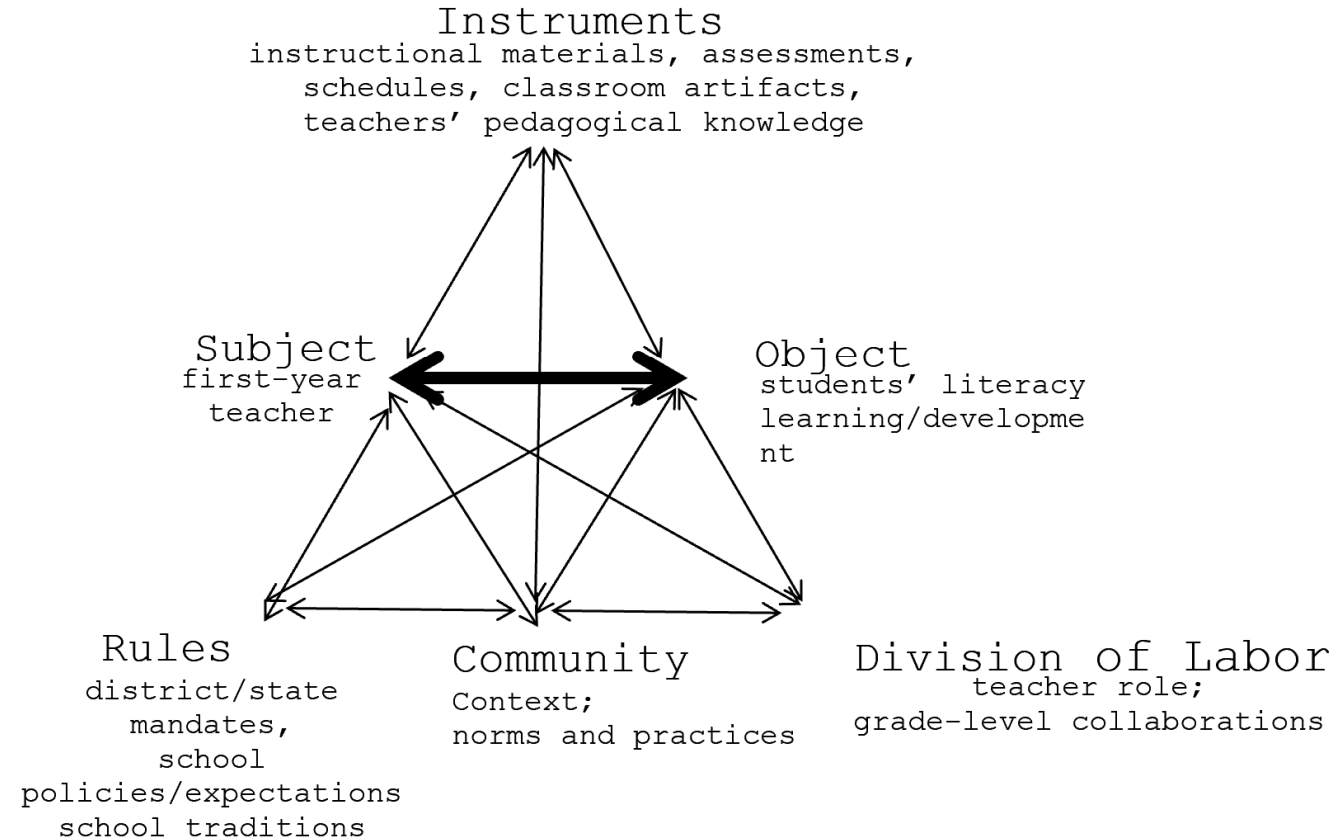 Instruments
instructional materials, assessments,
schedules, classroom artifacts,
teachers’ pedagogical knowledge
Subject
first-year
teacher
Object
students’ literacy
learning/developme
nt
Rules
district/state
mandates,
school
policies/expectations
school traditions
Community
Context;
norms and practices
Division of Labor
teacher role;
grade-level collaborations